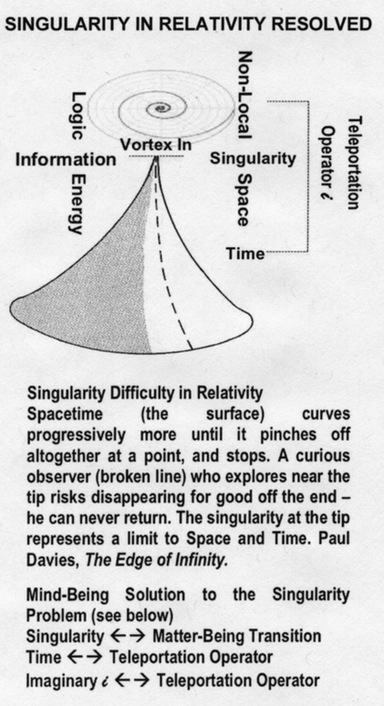 SINGULARITY IN RELATIVITY RESOLVED
Non-Local
Logic
Teleportation
Operator i
Vortex In
Information
Singularity
Energy
Space
Time
Singularity Difficulty in Relativity
Spacetime (the surface) curves
progressively more until it pinches off
altogether at a point, and stops. A curious
observer (broken line) who explores near the
tip risks disappearing for good off the end –
he can never return. The singularity at the tip
represents a limit to Space and Time. Paul
Davies, The Edge of Infinity.
Mind-Being Solution to the Singularity
Problem (see below)
Singularity ←→ Matter-Being Transition
Time ←→ Teleportation Operator
Imaginary i ←→ Teleportation Operator